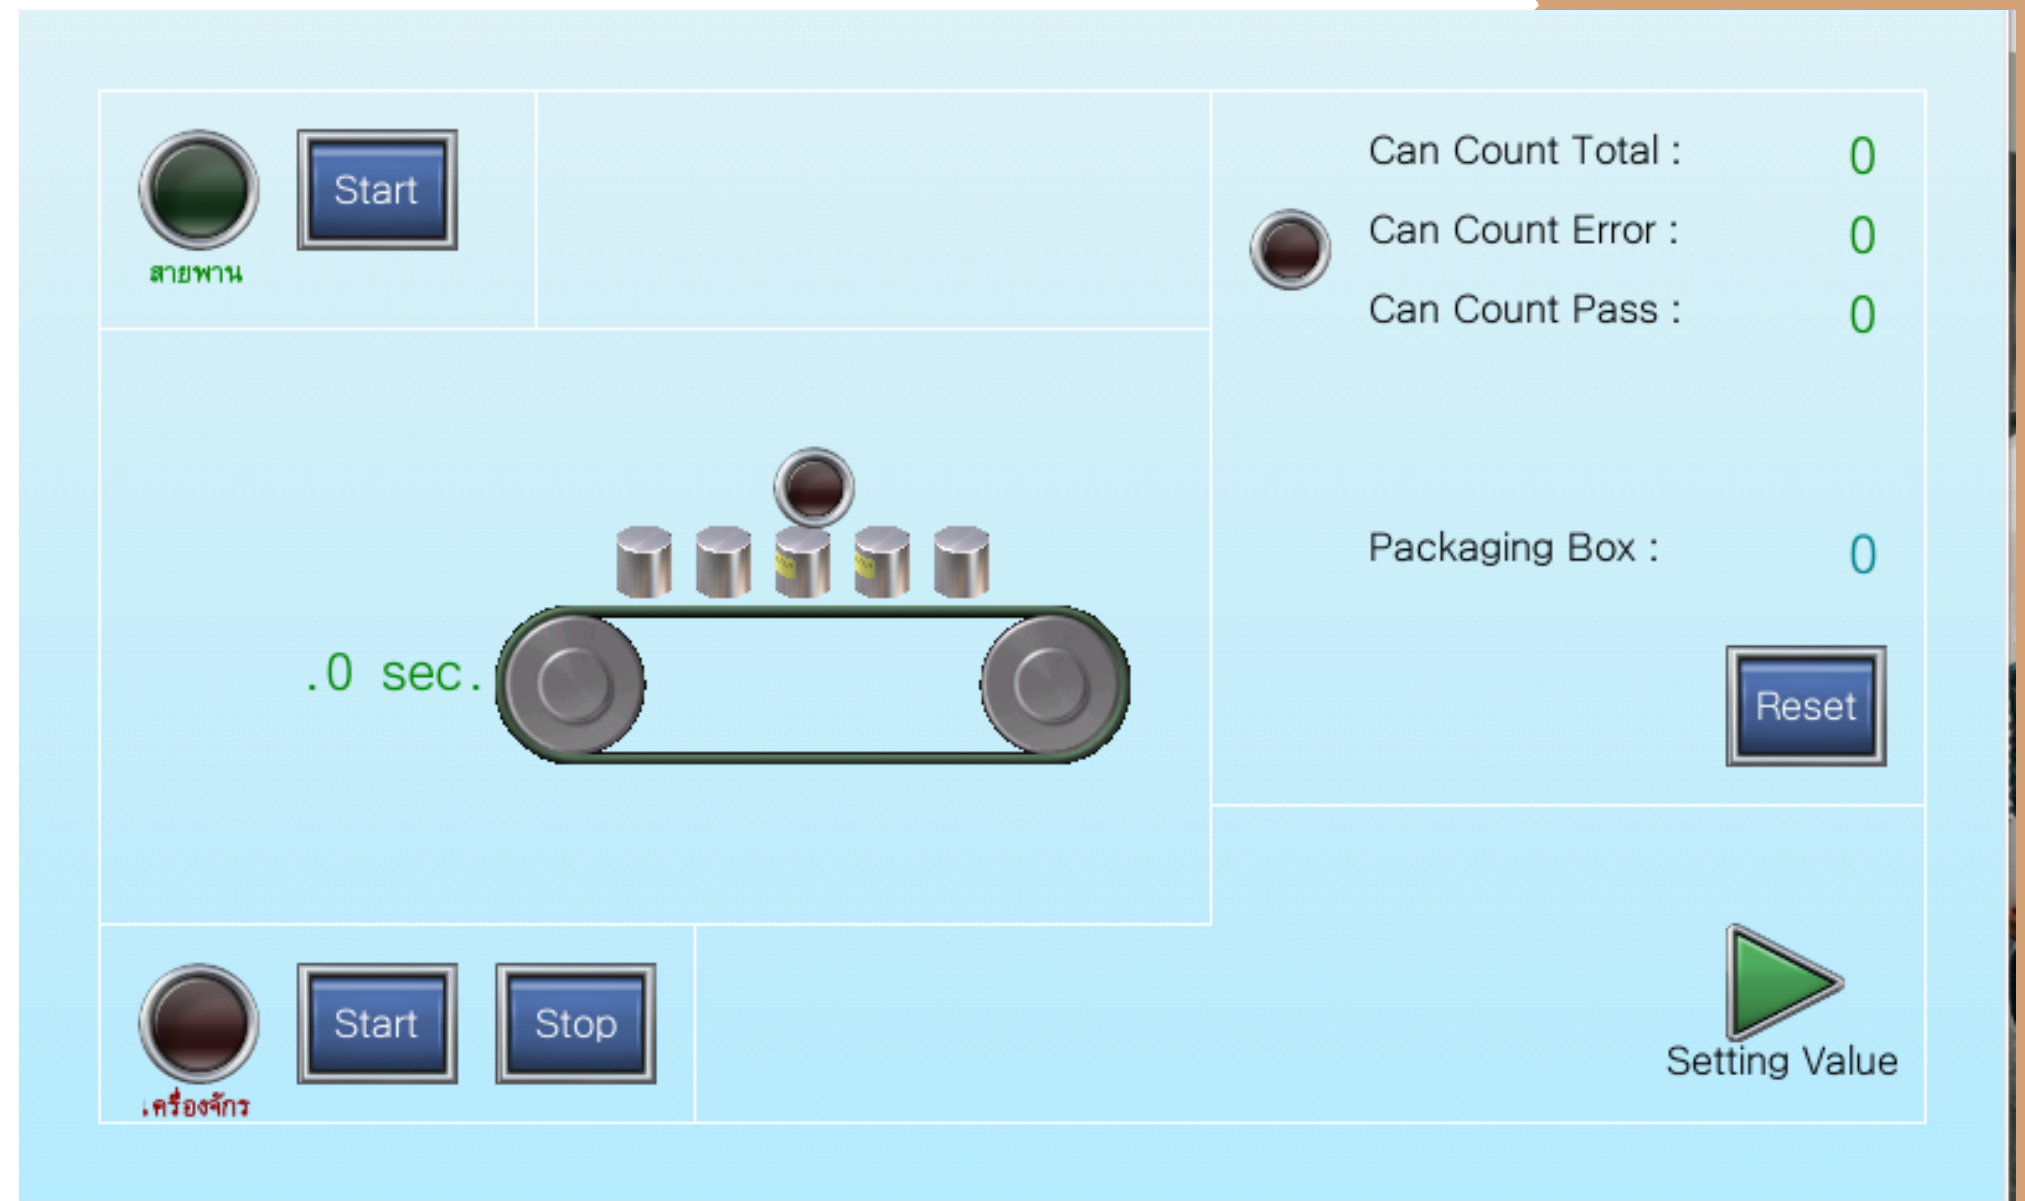 Start
สายพาน
Can Count Total : 0
Can Count Error : 0
Can Count Pass : 0
Packaging Box : 0
.0 sec.
Reset
Start
Stop
เครื่องจักร
Setting Value